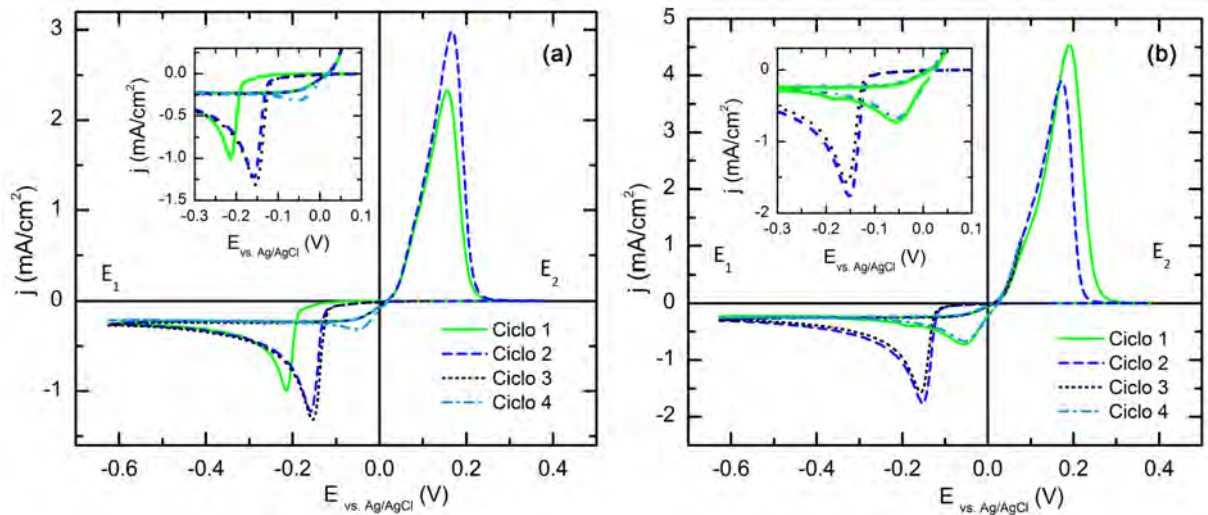 (a)
j (mA/cm²)
3
2
1
0
-1
-0.6
-0.4
-0.2
0.0
0.2
0.4
E vs. Ag/AgCl (V)
E₁
E₂
Ciclo 1
Ciclo 2
Ciclo 3
Ciclo 4
j (mA/cm²)
0.0
-0.5
-1.0
-1.5
-0.3
-0.2
-0.1
0.0
0.1
E vs. Ag/AgCl (V)
(b)
j (mA/cm²)
5
4
3
2
1
0
-1
-2
-0.6
-0.4
-0.2
0.0
0.2
0.4
E vs. Ag/AgCl (V)
E₁
E₂
Ciclo 1
Ciclo 2
Ciclo 3
Ciclo 4
j (mA/cm²)
0
-1
-2
-0.3
-0.2
-0.1
0.0
0.1
E vs. Ag/AgCl (V)